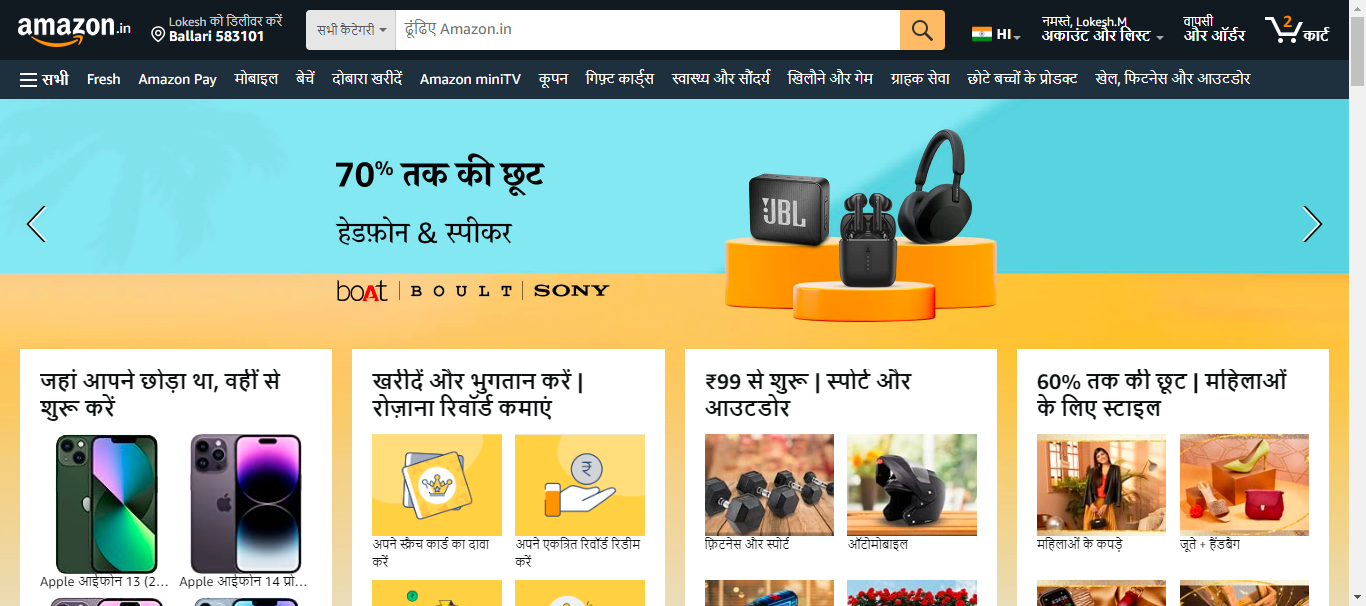 amazon.in
Lokesh को डिलीवर करें
Ballari 583101
सभी कैटेगरी
ढूंढिए Amazon.in
HI
नमस्ते, Lokesh.M
अकाउंट और लिस्ट
वापसी
और ऑर्डर
2
कार्ट
सभी Fresh Amazon Pay मोबाइल बेचें दोबारा खरीदें Amazon miniTV कूपन गिफ़्ट कार्ड्स स्वास्थ्य और सौंदर्य खिलौने और गेम ग्राहक सेवा छोटे बच्चों के प्रोडक्ट खेल, फिटनेस और आउटडोर
70% तक की छूट
हेडफ़ोन & स्पीकर
boAt | BOULT | SONY
JBL
जहां आपने छोड़ा था, वहीं से
शुरू करें
Apple आईफोन 13 (2...
Apple आईफोन 14 प्रो...
खरीदें और भुगतान करें |
रोज़ाना रिवॉर्ड कमाएं
अपने स्क्रैच कार्ड का दावा
करें
अपने एकत्रित रिवॉर्ड रिडीम
करें
₹99 से शुरू | स्पोर्ट और
आउटडोर
फ़िटनेस और स्पोर्ट
ऑटोमोबाइल
60% तक की छूट | महिलाओं
के लिए स्टाइल
महिलाओं के कपड़े
जूते + हैंडबैग